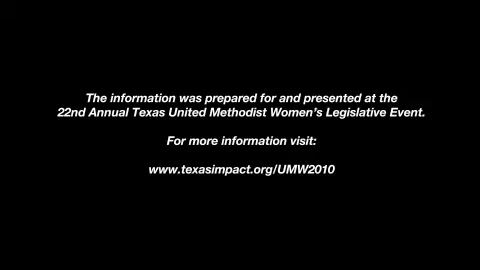 The information was prepared for and presented at the
22nd Annual Texas United Methodist Women's Legislative Event.
For more information visit:
www.texasimpact.org/UMW2010